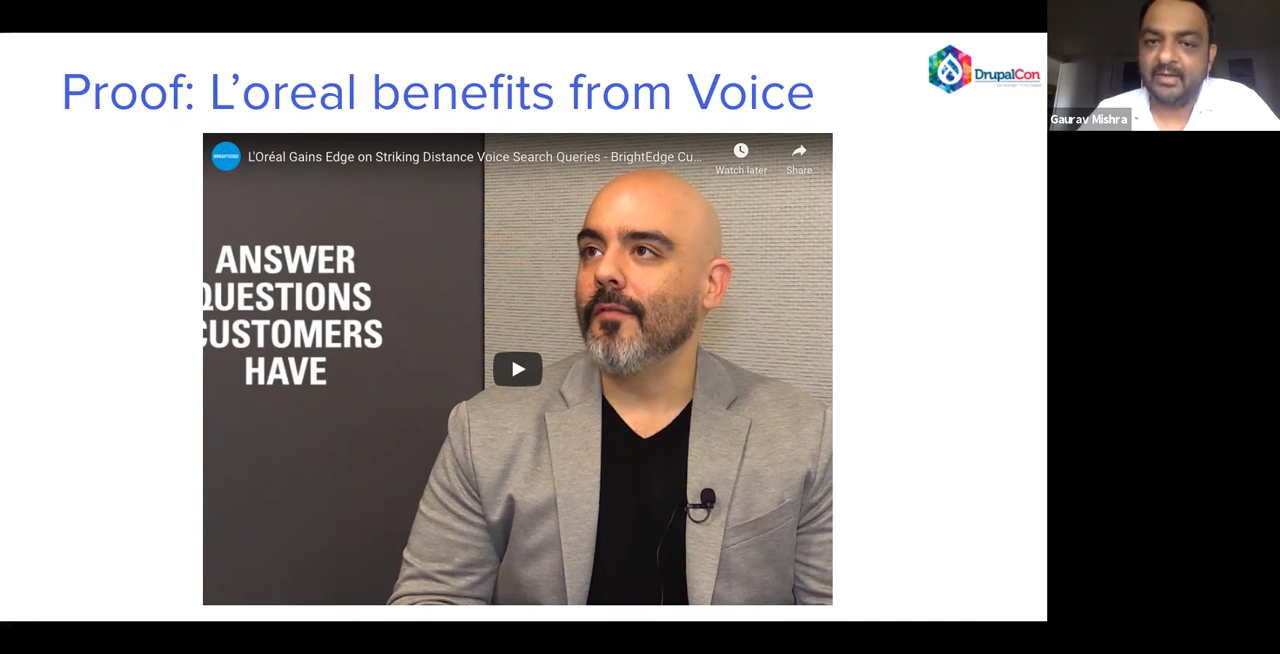 Proof: L’oreal benefits from Voice
DrupalCon
Gaurav Mishra
L'Oréal Gains Edge on Striking Distance Voice Search Queries - BrightEdge Cu...
Watch later
Share
ANSWER
QUESTIONS
CUSTOMERS
HAVE